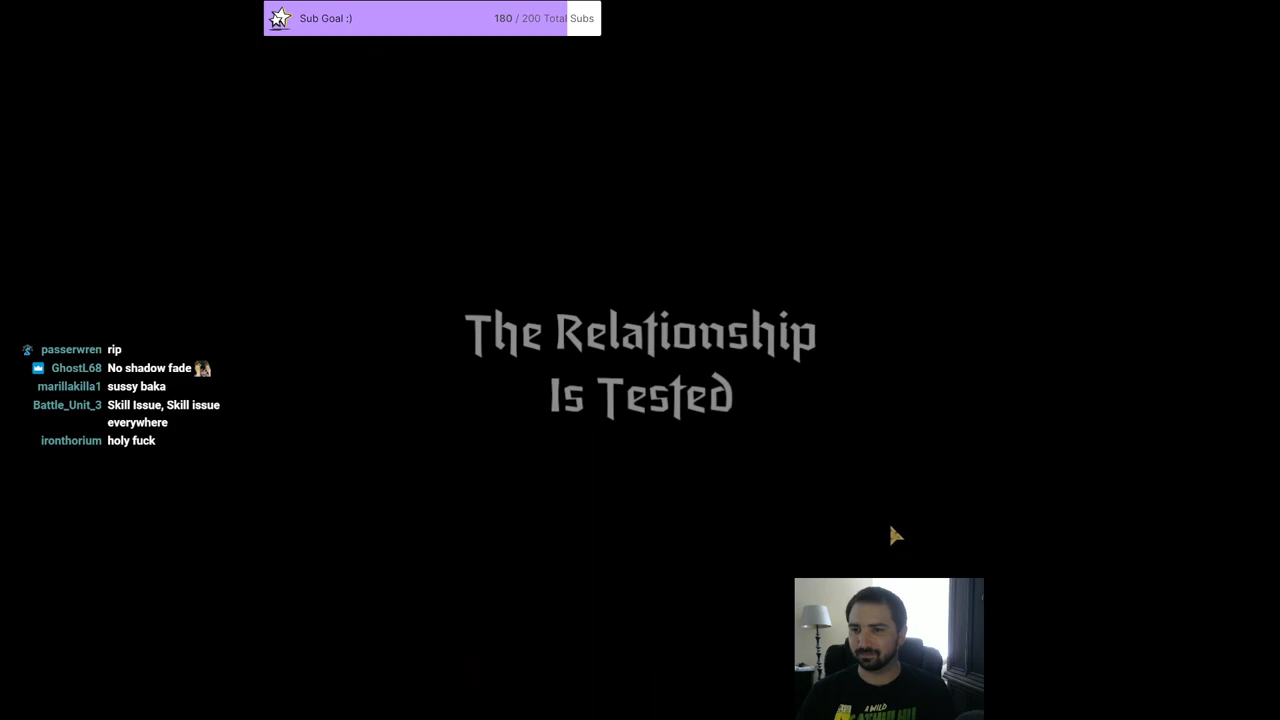 Sub Goal :) 180 / 200 Total Subs
The Relationship
Is Tested
passerwren rip
GhostL68 No shadow fade
marillakilla1 sussy baka
Battle_Unit_3 Skill Issue, Skill issue
everywhere
ironthorium holy fuck
A WILD